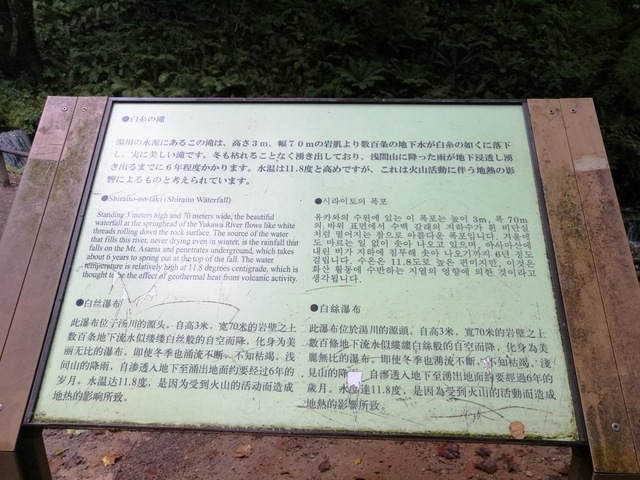 ●白糸の滝
湯川の水源にあるこの滝は、高さ3m、幅70mの岩肌より数百条の地下水が白糸の如くに落下
し、実に美しい滝です。冬も枯れることなく湧き出しており、浅間山に降った雨が地下浸透し湧
き出るまでに6年程度かかります。水温は11.8度と高めですが、これは火山活動に伴う地熱の影
響によるものと考えられています。
●Shiraito-no-taki (Shiraito Waterfall)
Standing 3 meters high and 70 meters wide, the beautiful
waterfall at the springhead of the Yukawa River flows like white
threads rolling down the rock surface. The source of the water
that fills this river, never drying even in winter, is the rainfall that
falls on the Mt. Asama and penetrates underground, which takes
about 6 years to spring out at the top of the fall. The water
temperature is relatively high at 11.8 degrees centigrade, which is
thought to be the effect of geothermal heat from volcanic activity.
●시라이토의 폭포
유카와의 수원에 있는 이 폭포는 높이 3m, 폭 70m
의 바위 표면에서 수백 갈래의 지하수가 흰 비단실
처럼 떨어지는 참으로 아름다운 폭포입니다. 겨울에
도 마르는 일 없이 솟아 나오고 있으며, 아사마산에
내린 비가 지하에 침투해 솟아 나오기까지 6년 정도
걸립니다. 수온은 11.8도로 높은 편이지만, 이것은
화산 활동에 수반하는 지열의 영향에 의한 것이라고
생각됩니다.
●白丝瀑布
此瀑布位于汤川的源头。自高3米，宽70米的岩壁之上
数百条地下流水似缕缕白丝般的自空而降，化身为美
丽无比的瀑布。即使冬季也涌流不断、不知枯竭。浅
间山的降雨，自渗透入地下至涌出地面约要经过6年的
岁月。水温达11.8度，是因为受到火山的活动而造成
地热的影响所致。
●白絲瀑布
此瀑布位於湯川的源頭。自高3米，寬70米的岩壁之上
數百條地下流水似縷縷白絲般的自空而降，化身為美
麗無比的瀑布。即使冬季也湧流不斷、不知枯竭。淺
見山的降 自滲透入地下至湧出地面約要經過6年的
歲月。水 達11.8度，是因為受到火山的活動而造成
地熱的影響所致。